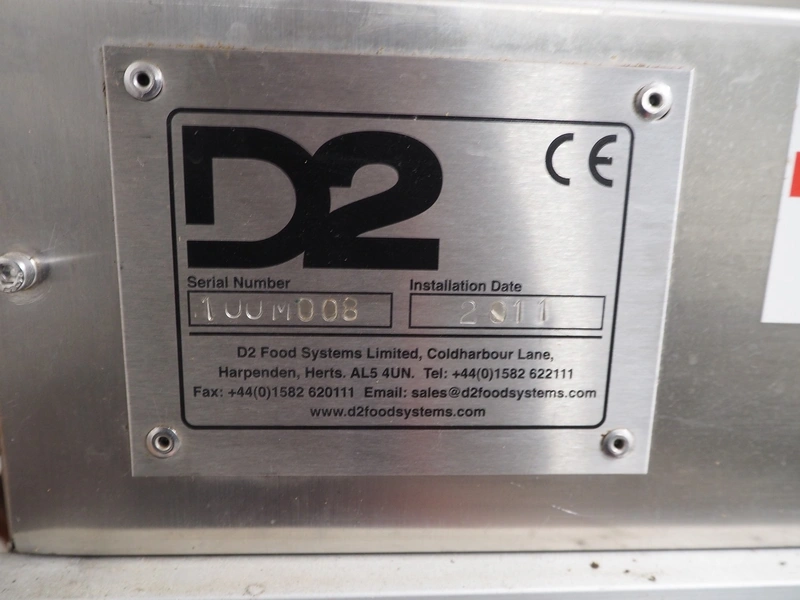 D2
CE
Serial Number
100M008
Installation Date
2011
D2 Food Systems Limited, Coldharbour Lane,
Harpenden, Herts. AL5 4UN. Tel: +44(0)1582 622111
Fax: +44(0)1582 620111 Email: sales@d2foodsystems.com
www.d2foodsystems.com